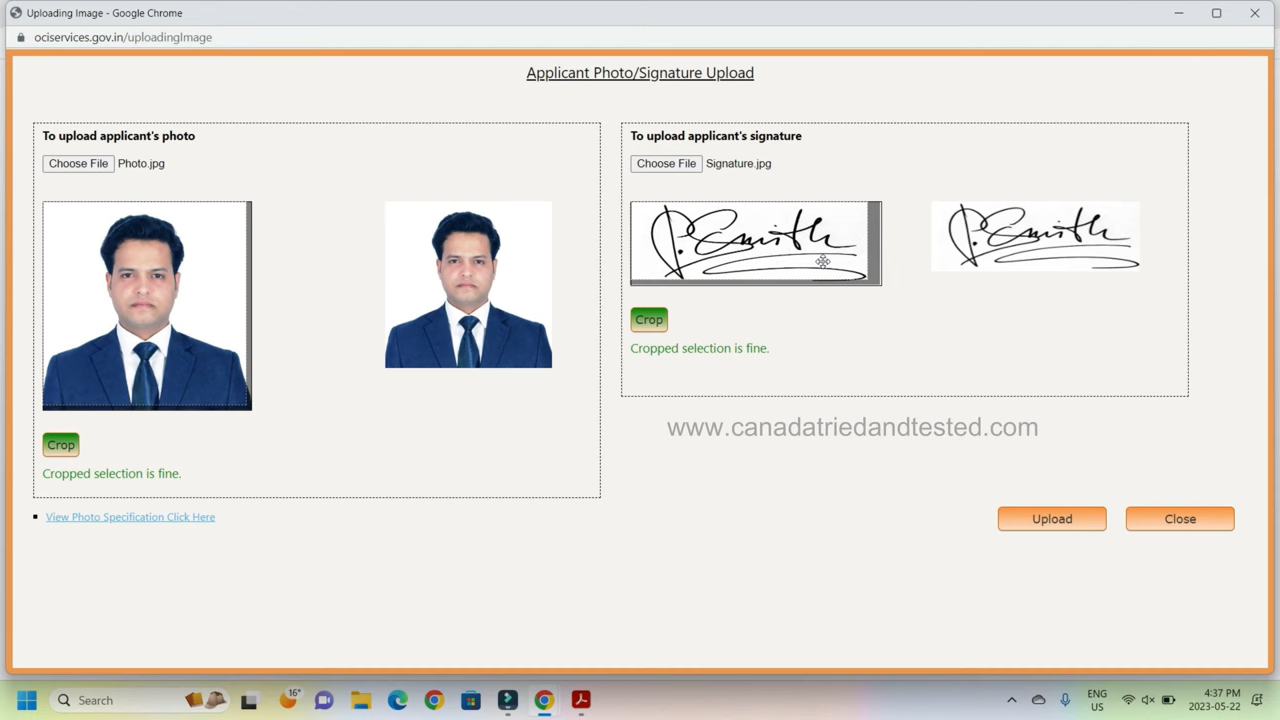 Uploading Image - Google Chrome
ociservices.gov.in/uploadingImage
Applicant Photo/Signature Upload
To upload applicant's photo
Choose File Photo.jpg
Crop
Cropped selection is fine.
View Photo Specification Click Here
To upload applicant's signature
Choose File Signature.jpg
P. Smith
P. Smith
Crop
Cropped selection is fine.
www.canadatriedandtested.com
Upload
Close
Search
16°
ENG
US
4:37 PM
2023-05-22